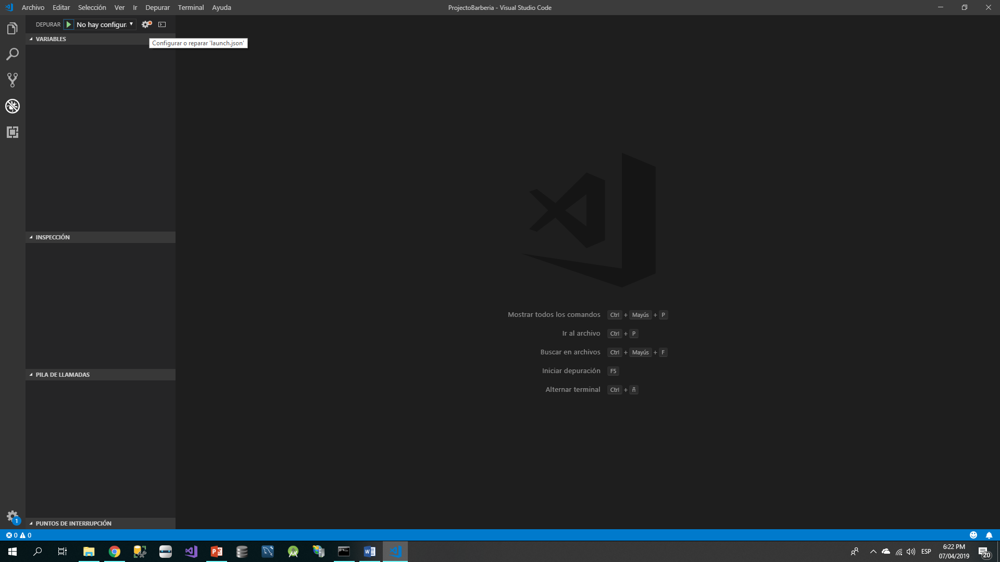 Archivo Editar Selección Ver Ir Depurar Terminal Ayuda
ProjectoBarberia - Visual Studio Code
DEPURAR No hay configur
VARIABLES
Configurar o reparar 'launch.json'
INSPECCIÓN
PILA DE LLAMADAS
PUNTOS DE INTERRUPCIÓN
Mostrar todos los comandos Ctrl + Mayús + P
Ir al archivo Ctrl + P
Buscar en archivos Ctrl + Mayús + F
Iniciar depuración F5
Alternar terminal Ctrl + ñ
1
0 0
ESP
6:22 PM
07/04/2019
20